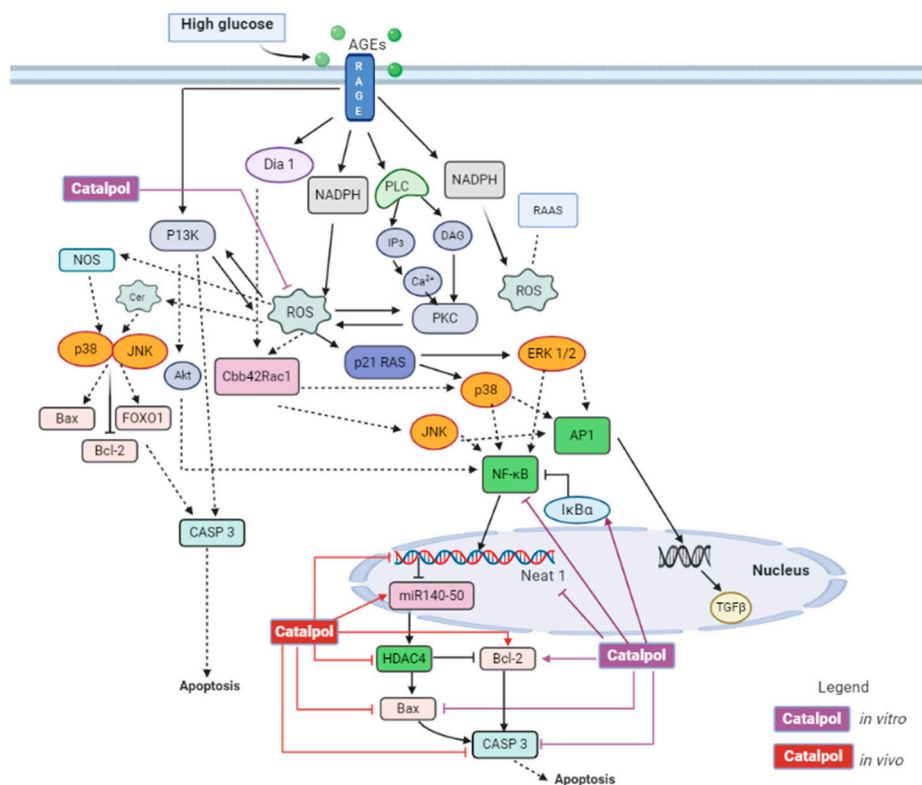 High glucose
AGEs
R
A
G
E
Dia 1
NADPH
PLC
NADPH
Catalpol
RAAS
P13K
IP3
DAG
NOS
Cer
Ca2+
ROS
ROS
PKC
p38
JNK
p21 RAS
ERK 1/2
Akt
Cbb42Rac1
p38
Bax
FOXO1
JNK
AP1
Bcl-2
NF-κB
IκBα
CASP 3
Neat 1
Nucleus
miR140-50
TGFβ
Catalpol
HDAC4
Bcl-2
Catalpol
Apoptosis
Bax
Legend
Catalpol in vitro
CASP 3
Catalpol in vivo
Apoptosis